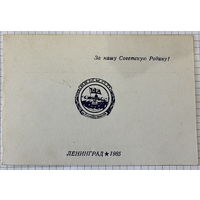 За нашу Советскую Родину!
ЛЕНИНГРАД ★ 1985